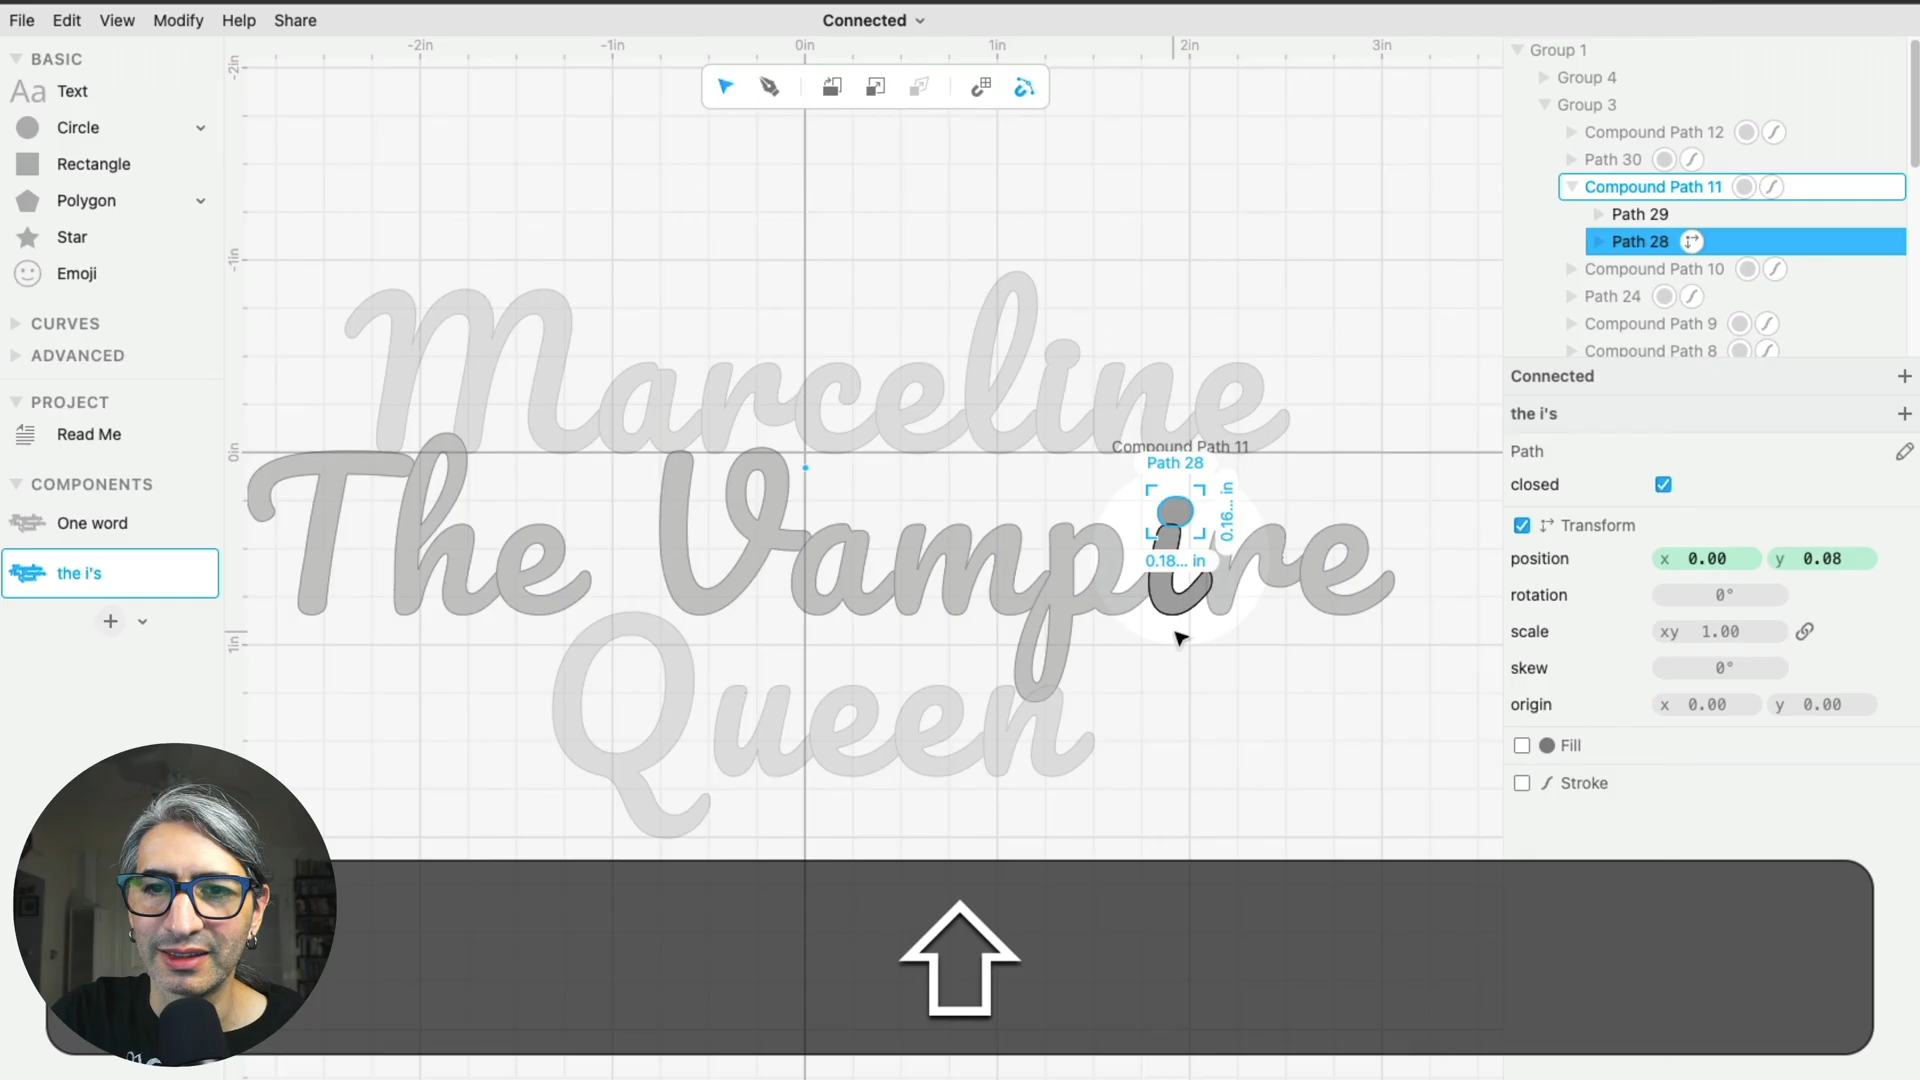 File Edit View Modify Help Share
Connected
BASIC
Aa Text
Circle
Rectangle
Polygon
Star
Emoji
CURVES
ADVANCED
PROJECT
Read Me
COMPONENTS
One word
the i's
-2in -1in 0in 1in 2in 3in
-2in
-1in
0in
1in
Marceline
The Vampire
Queen
Compound Path 11
Path 28
0.16... in
0.18... in
Group 1
Group 4
Group 3
Compound Path 12
Path 30
Compound Path 11
Path 29
Path 28
Compound Path 10
Path 24
Compound Path 9
Compound Path 8
Connected
the i's
Path
closed
Transform
position x 0.00 y 0.08
rotation 0°
scale xy 1.00
skew 0°
origin x 0.00 y 0.00
Fill
Stroke